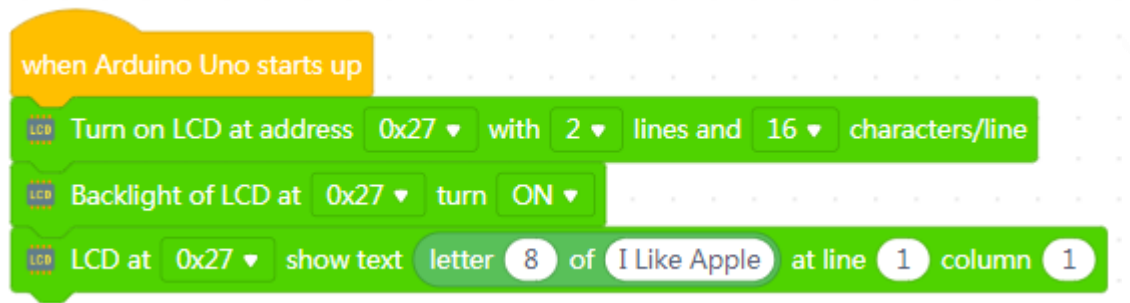 when Arduino Uno starts up
LCD Turn on LCD at address 0x27 with 2 lines and 16 characters/line
LCD Backlight of LCD at 0x27 turn ON
LCD LCD at 0x27 show text letter 8 of I Like Apple at line 1 column 1